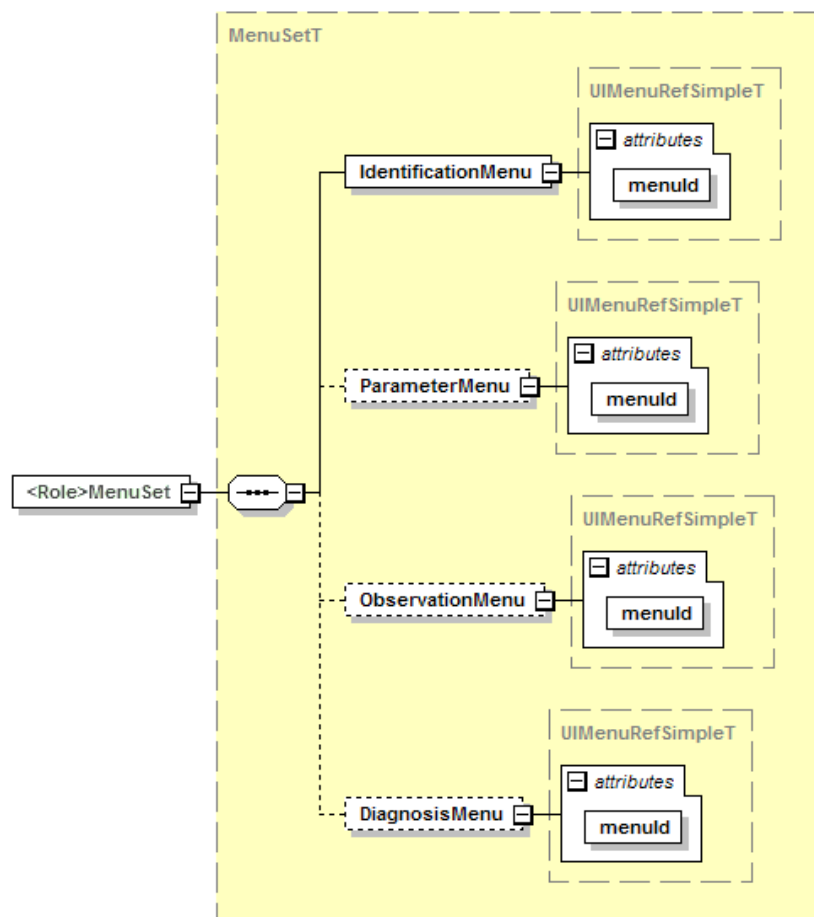 MenuSetT
UIMenuRefSimpleT
attributes
IdentificationMenu
menuId
UIMenuRefSimpleT
attributes
ParameterMenu
menuId
<Role>MenuSet
UIMenuRefSimpleT
attributes
ObservationMenu
menuId
UIMenuRefSimpleT
attributes
DiagnosisMenu
menuId